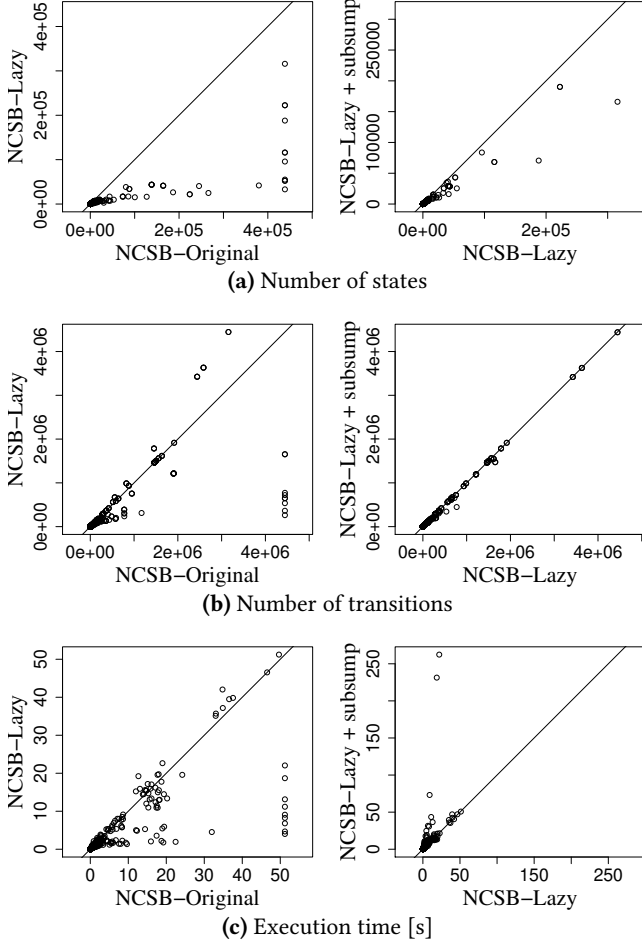 NCSB−Lazy
0e+00 2e+05 4e+05
0e+00 2e+05 4e+05
NCSB−Original
NCSB−Lazy + subsump
0 100000 250000
0e+00 2e+05
NCSB−Lazy
(a) Number of states
NCSB−Lazy
0e+00 2e+06 4e+06
0e+00 2e+06 4e+06
NCSB−Original
NCSB−Lazy + subsump
0e+00 2e+06 4e+06
0e+00 2e+06 4e+06
NCSB−Lazy
(b) Number of transitions
NCSB−Lazy
0 10 20 30 40 50
0 10 20 30 40 50
NCSB−Original
NCSB−Lazy + subsump
0 50 100 150 250
0 50 100 150 250
NCSB−Lazy
(c) Execution time [s]